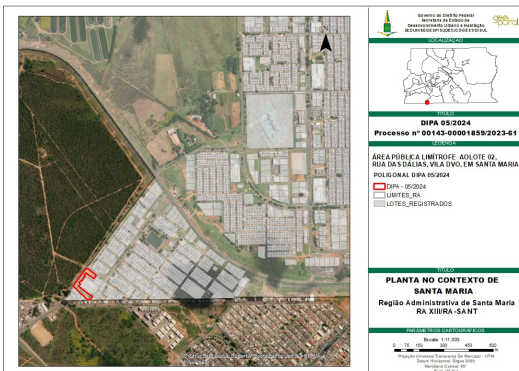 Governo do Distrito Federal
Secretaria de Estado de
Desenvolvimento Urbano e Habitação
geo
portal
LOCALIZAÇÃO
TÍTULO
DIPA 05/2024
Processo nº 00143-00001859/2023-61
LEGENDA
ÁREA PÚBLICA LIMÍTROFE AOLOTE 02,
RUA DAS DÁLIAS, VILA DVO, EM SANTA MARIA
POLIGONAL DIPA 05/2024
DIPA - 05/2024
LIMITES_RA
LOTES_REGISTRADOS
TÍTULO
PLANTA NO CONTEXTO DE
SANTA MARIA
Região Administrativa de Santa Maria
RA XIII/RA-SANT
PARÂMETROS CARTOGRÁFICOS
Escala: 1:11.003
0 75 150 300 450 600
Projeção Universal Transversa De Mercator - UTM
Datum Horizontal: Sirgas 2000
Meridiano Central: 45°